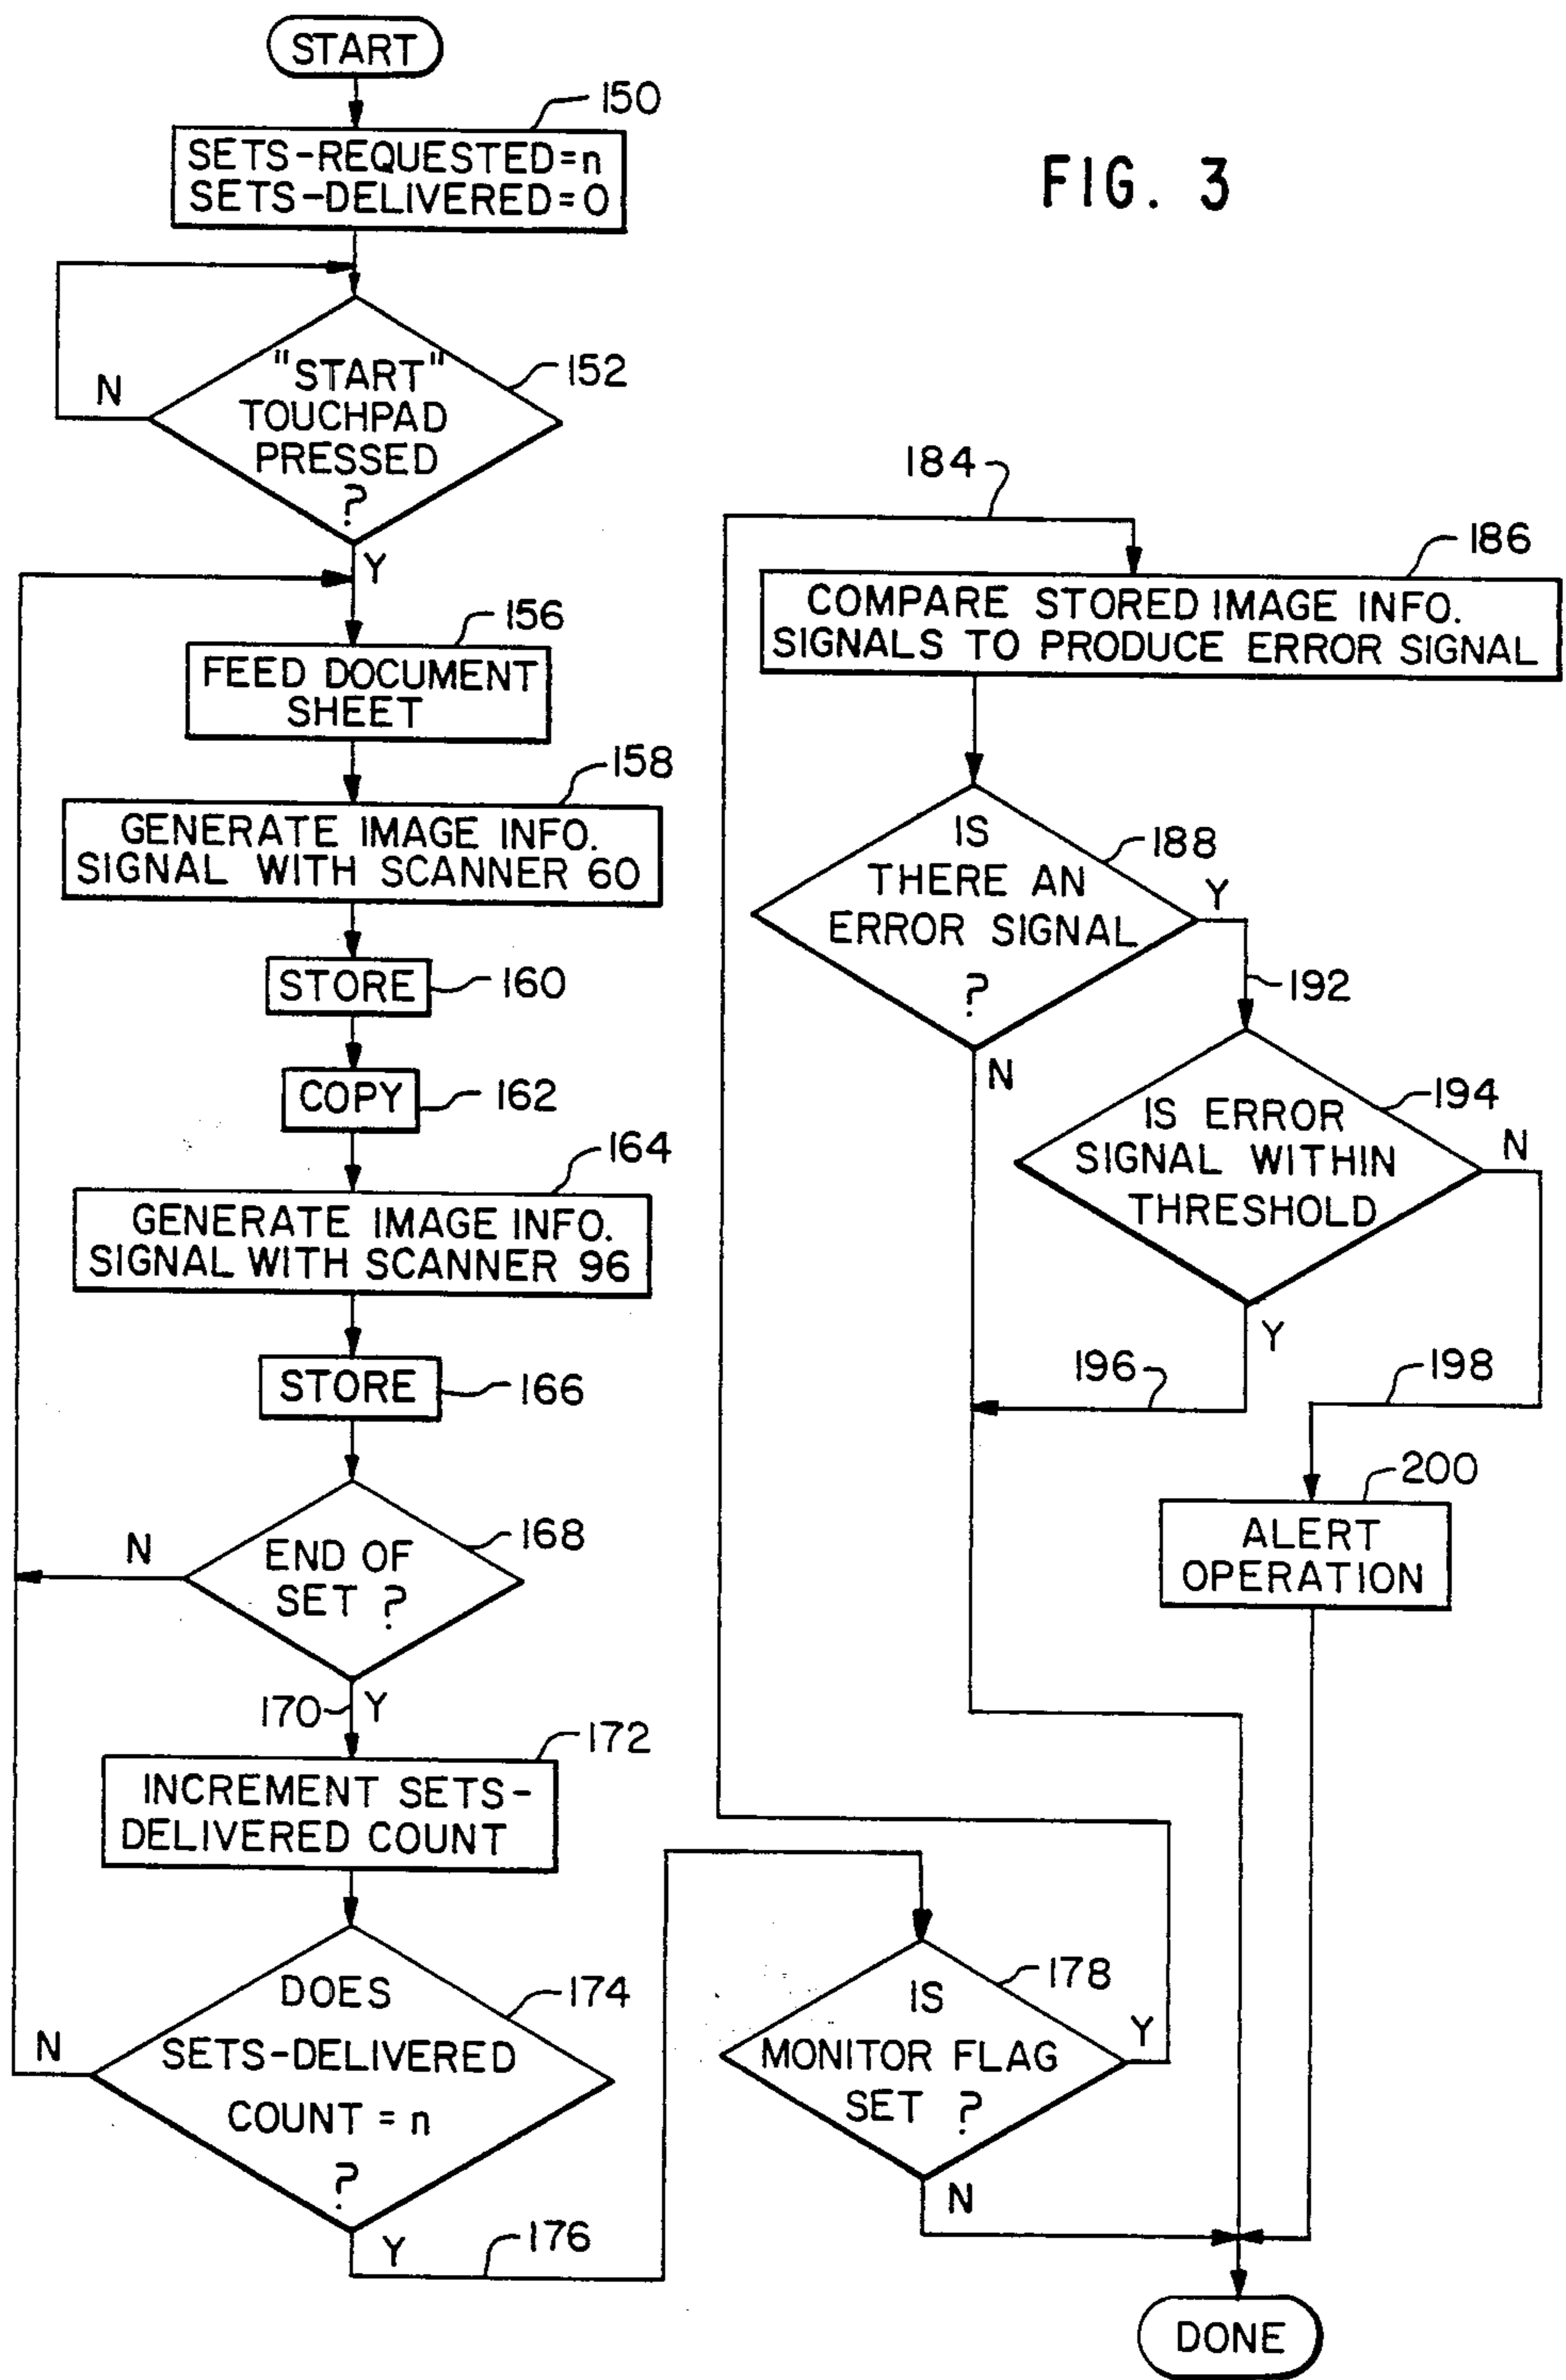 START
150
SETS-REQUESTED=n
SETS-DELIVERED=0
FIG. 3
"START"
TOUCHPAD
PRESSED
?
152
N
Y
156
FEED DOCUMENT
SHEET
158
GENERATE IMAGE INFO.
SIGNAL WITH SCANNER 60
STORE
160
COPY
162
164
GENERATE IMAGE INFO.
SIGNAL WITH SCANNER 96
STORE
166
END OF
SET ?
168
N
170
Y
172
INCREMENT SETS-
DELIVERED COUNT
DOES
SETS-DELIVERED
COUNT = n
?
174
N
Y
176
IS
MONITOR FLAG
SET ?
178
Y
N
184
186
COMPARE STORED IMAGE INFO.
SIGNALS TO PRODUCE ERROR SIGNAL
IS
THERE AN
ERROR SIGNAL
?
188
Y
N
192
IS ERROR
SIGNAL WITHIN
THRESHOLD
194
N
Y
196
198
200
ALERT
OPERATION
DONE